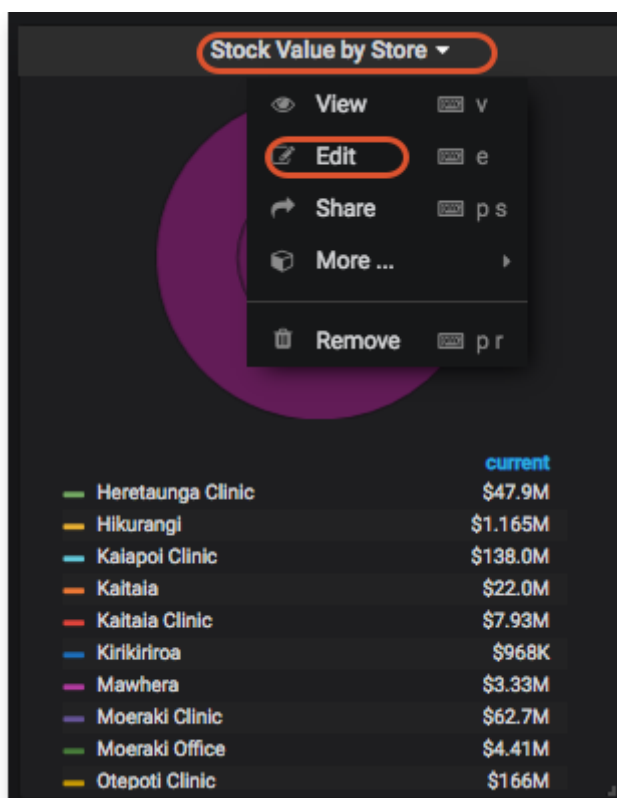 Stock Value by Store
View v
Edit e
Share p s
More ...
Remove p r
current
Heretaunga Clinic $47.9M
Hikurangi $1.165M
Kaiapoi Clinic $138.0M
Kaitaia $22.0M
Kaitaia Clinic $7.93M
Kirikiriroa $968K
Mawhera $3.33M
Moeraki Clinic $62.7M
Moeraki Office $4.41M
Otepoti Clinic $166M